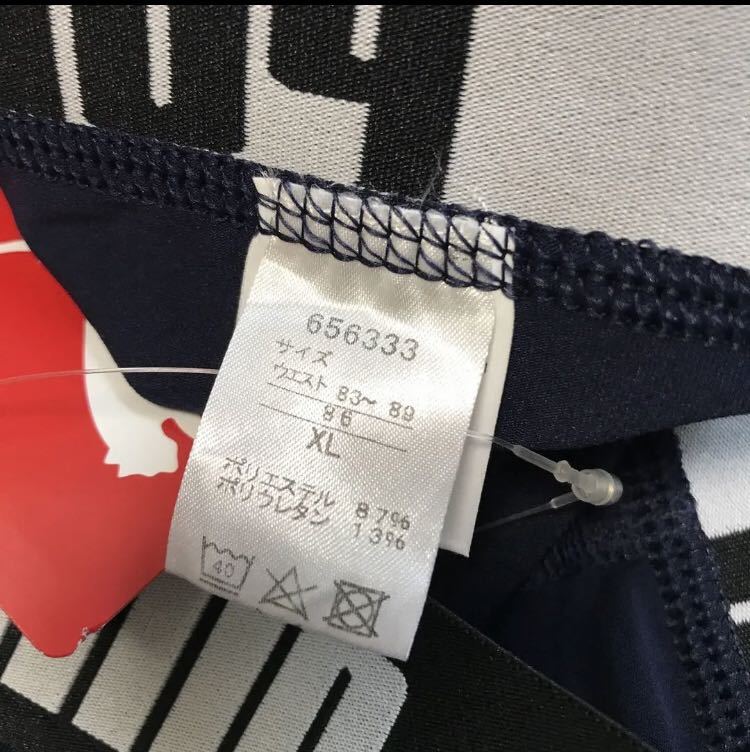 656333
サイズ
ウエスト 83～89
96
XL
ポリエステル 87%
ポリウレタン 13%
40